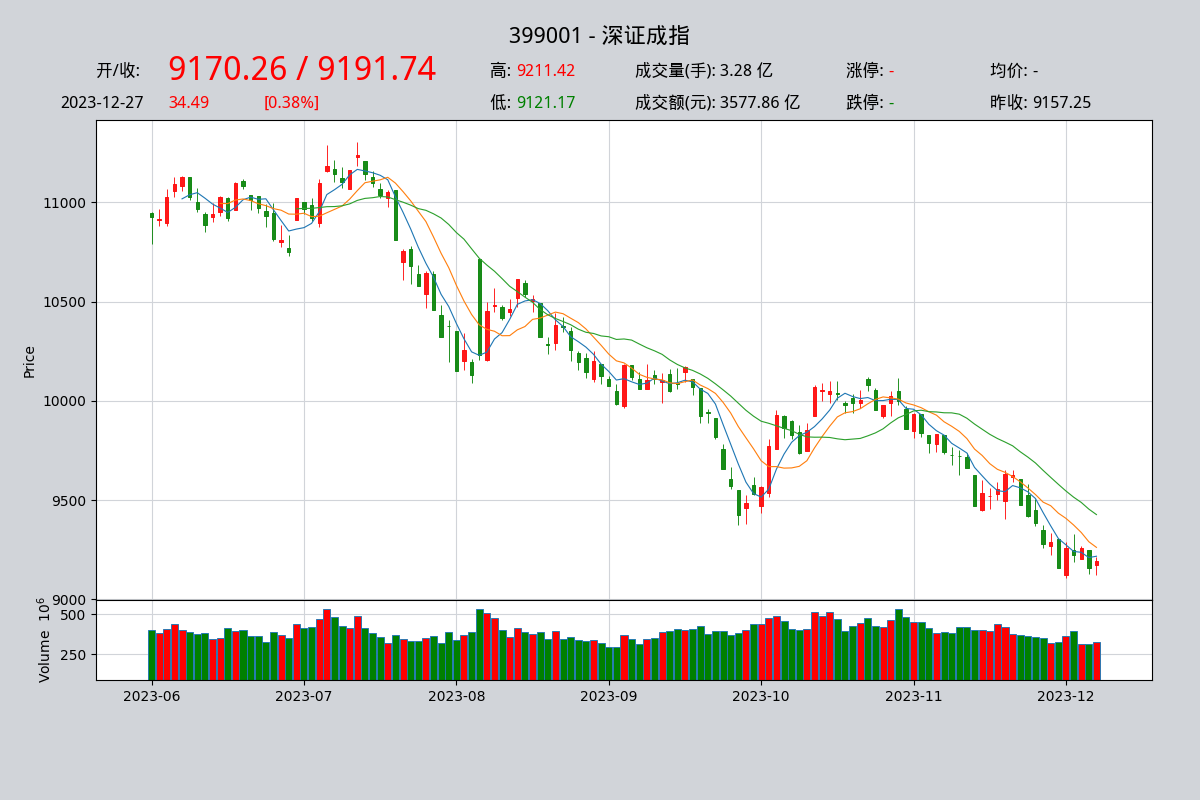 399001 - 深证成指
开/收: 9170.26 / 9191.74 高: 9211.42 成交量(手): 3.28 亿 涨停: - 均价: -
2023-12-27 34.49 [0.38%] 低: 9121.17 成交额(元): 3577.86 亿 跌停: - 昨收: 9157.25
Price
11000
10500
10000
9500
9000
Volume 10^6
500
250
2023-06 2023-07 2023-08 2023-09 2023-10 2023-11 2023-12